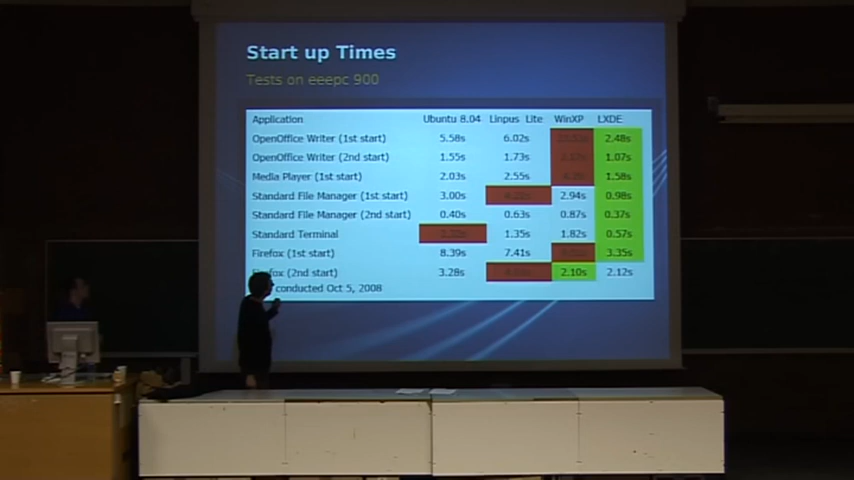 Start up Times
Tests on eeepc 900
Application Ubuntu 8.04 Linpus Lite WinXP LXDE
OpenOffice Writer (1st start) 5.58s 6.02s 2.48s
OpenOffice Writer (2nd start) 1.55s 1.73s 1.07s
Media Player (1st start) 2.03s 2.55s 1.58s
Standard File Manager (1st start) 3.00s 2.94s 0.98s
Standard File Manager (2nd start) 0.40s 0.63s 0.87s 0.37s
Standard Terminal 1.35s 1.82s 0.57s
Firefox (1st start) 8.39s 7.41s 3.35s
Firefox (2nd start) 3.28s 2.10s 2.12s
conducted Oct 5, 2008